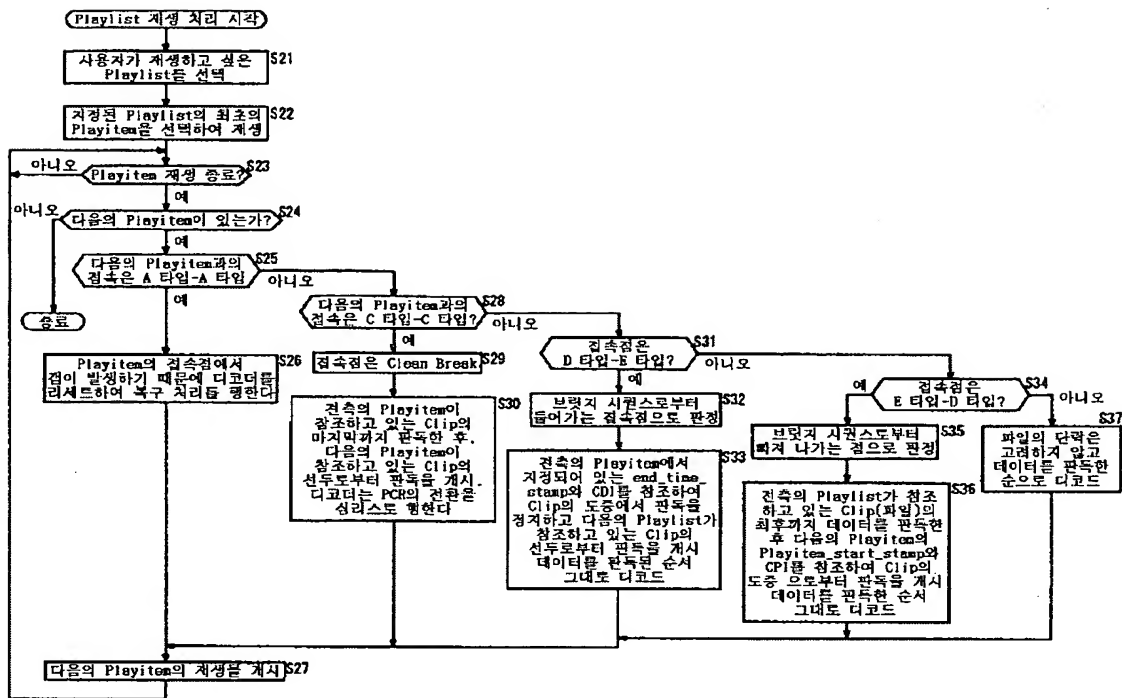 Playlist 재생 처리 시작
S21
사용자가 재생하고 싶은
Playlist를 선택
S22
지정된 Playlist의 최초의
Playitem을 선택하여 재생
S23
아니오
Playitem 재생 종료?
예
S24
아니오
다음의 Playitem이 있는가?
예
S25
다음의 Playitem과의
접속은 A 타입-A 타입
아니오
예
종료
S28
다음의 Playitem과의
접속은 C 타입-C 타입?
아니오
예
S26
Playitem의 접속점에서
갭이 발생하기 때문에 디코더를
리세트하여 복구 처리를 행한다
S29
접속점은 Clean Break
S30
전측의 Playitem이
참조하고 있는 Clip의
마지막까지 판독한 후,
다음의 Playitem이
참조하고 있는 Clip의
선두로부터 판독을 개시.
디코더는 PCR의 전환을
심리스로 행한다
S31
접속점은
D 타입-E 타입?
아니오
예
S32
브릿지 시퀀스로부터
들어가는 접속점으로 판정
S33
전측의 Playitem에서
지정되어 있는 end_time_
stamp와 CDI를 참조하여
Clip의 도중에서 판독을
정지하고 다음의 Playlist가
참조하고 있는 Clip의
선두로부터 판독을 개시
데이터를 판독된 순서
그대로 디코드
S34
예
접속점은
E 타입-D 타입?
아니오
S35
브릿지 시퀀스로부터
빠져 나가는 점으로 판정
S36
전측의 Playlist가 참조
하고 있는 Clip(파일)의
최후까지 데이터를 판독한
후 다음의 Playitem의
Playitem_start_stamp와
CPI를 참조하여 Clip의
도중 으로부터 판독을 개시
데이터를 판독한 순서
그대로 디코드
S37
파일의 단락은
고려하지 않고
데이터를 판독한
순으로 디코드
다음의 Playitem의 재생을 개시
S27